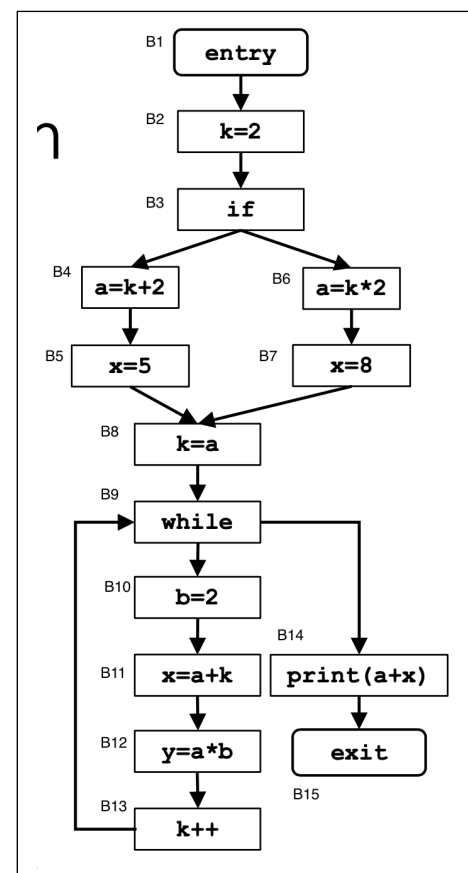 B1
entry
B2
k=2
B3
if
B4
a=k+2
B6
a=k*2
B5
x=5
B7
x=8
B8
k=a
B9
while
B10
b=2
B14
B11
x=a+k
print(a+x)
B12
y=a*b
exit
B15
B13
k++